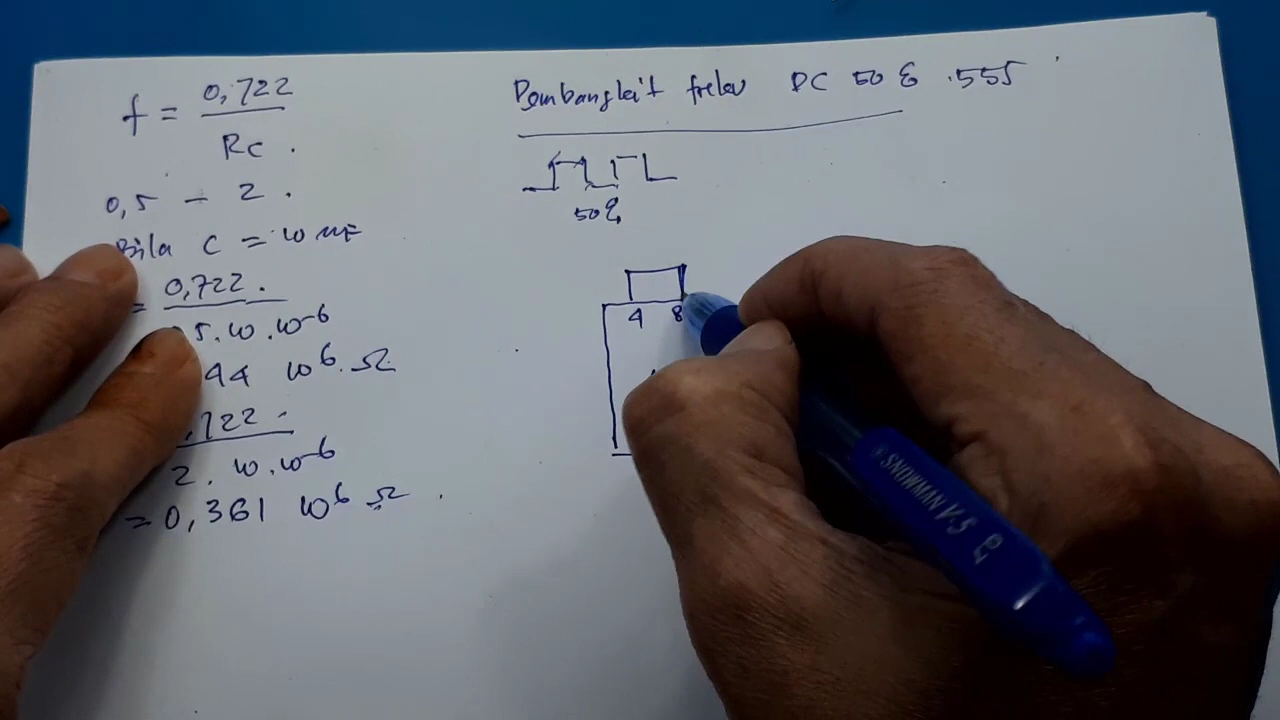 f = 0,722
RC .
0,5 - 2 .
Bila C = 10 mF
= 0,722 .
5.10.10-6
44 10⁶.Ω
,722 .
2. 10.10-6
= 0,361 10⁶ Ω .
Pembangkit frekw DC 50% .555
50%
4 8
SNOWMAN V-5